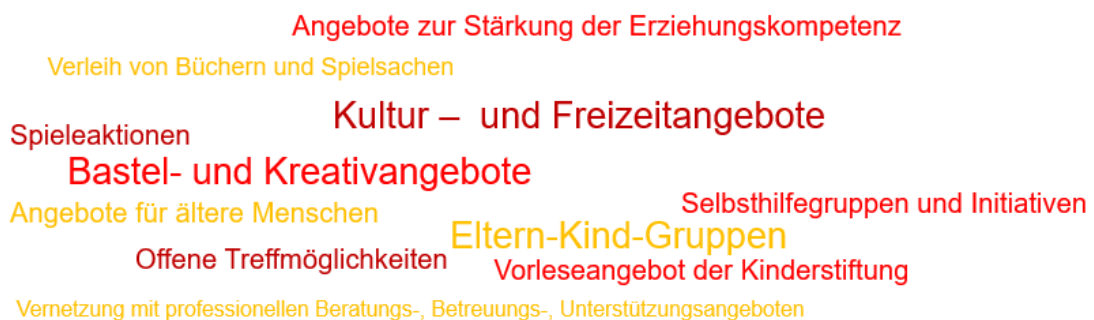 Angebote zur Stärkung der Erziehungskompetenz
Verleih von Büchern und Spielsachen
Kultur – und Freizeitangebote
Spieleaktionen
Bastel- und Kreativangebote
Selbsthilfegruppen und Initiativen
Angebote für ältere Menschen
Eltern-Kind-Gruppen
Offene Treffmöglichkeiten
Vorleseangebot der Kinderstiftung
Vernetzung mit professionellen Beratungs-, Betreuungs-, Unterstützungsangeboten